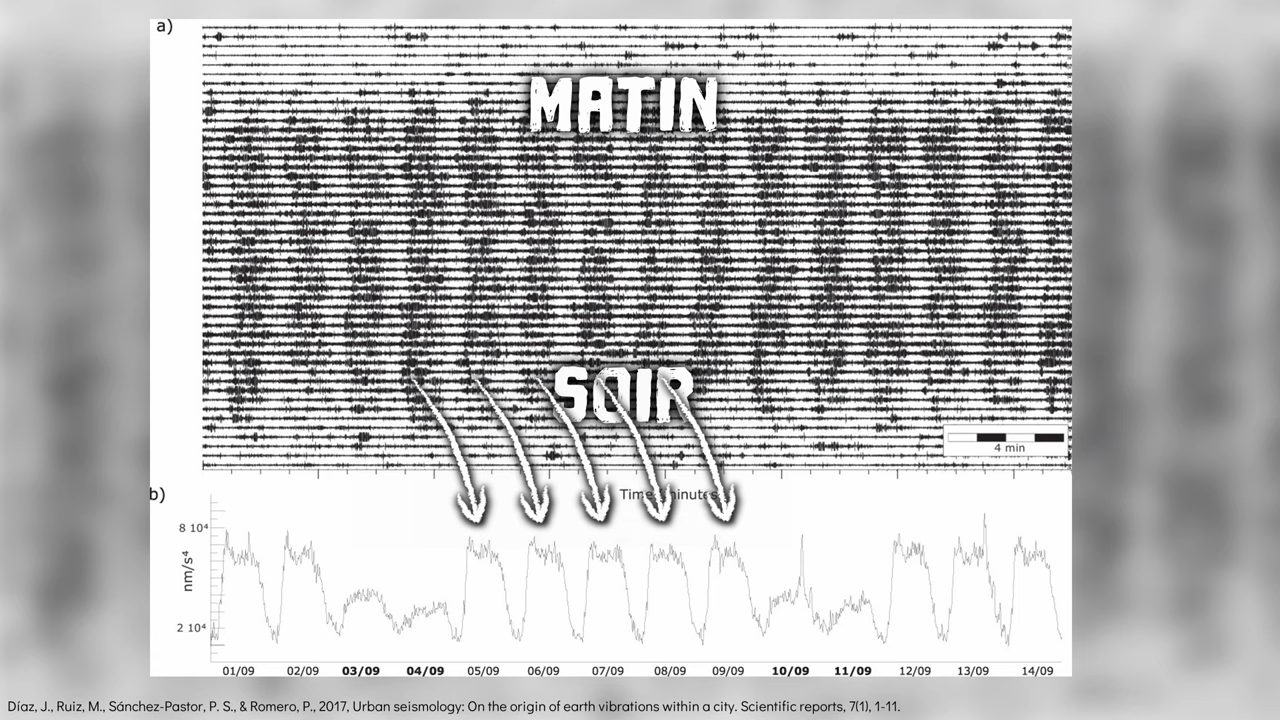 a)
MATIN
SOIR
4 min
b)
Time minutes
8 10⁴
nm/s⁴
2 10⁴
01/09 02/09 03/09 04/09 05/09 06/09 07/09 08/09 09/09 10/09 11/09 12/09 13/09 14/09
Díaz, J., Ruiz, M., Sánchez-Pastor, P. S., & Romero, P., 2017, Urban seismology: On the origin of earth vibrations within a city. Scientific reports, 7(1), 1-11.